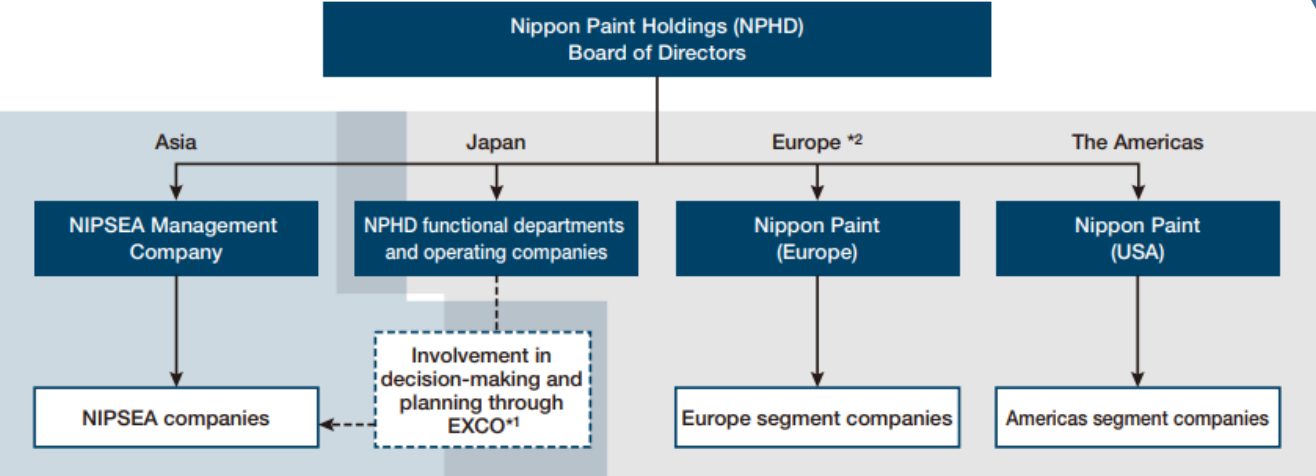 Nippon Paint Holdings (NPHD)
Board of Directors
Asia
Japan
Europe *2
The Americas
NIPSEA Management
Company
NPHD functional departments
and operating companies
Nippon Paint
(Europe)
Nippon Paint
(USA)
Involvement in
decision-making and
planning through
EXCO*1
NIPSEA companies
Europe segment companies
Americas segment companies